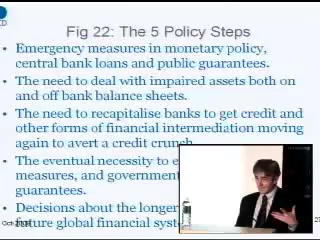 Fig 22: The 5 Policy Steps
• Emergency measures in monetary policy,
central bank loans and public guarantees.
• The need to deal with impaired assets both on
and off bank balance sheets.
• The need to recapitalise banks to get credit and
other forms of financial intermediation moving
again to avert a credit crunch
• The eventual necessity to e
measures, and government
guarantees.
• Decisions about the longer
future global financial syste